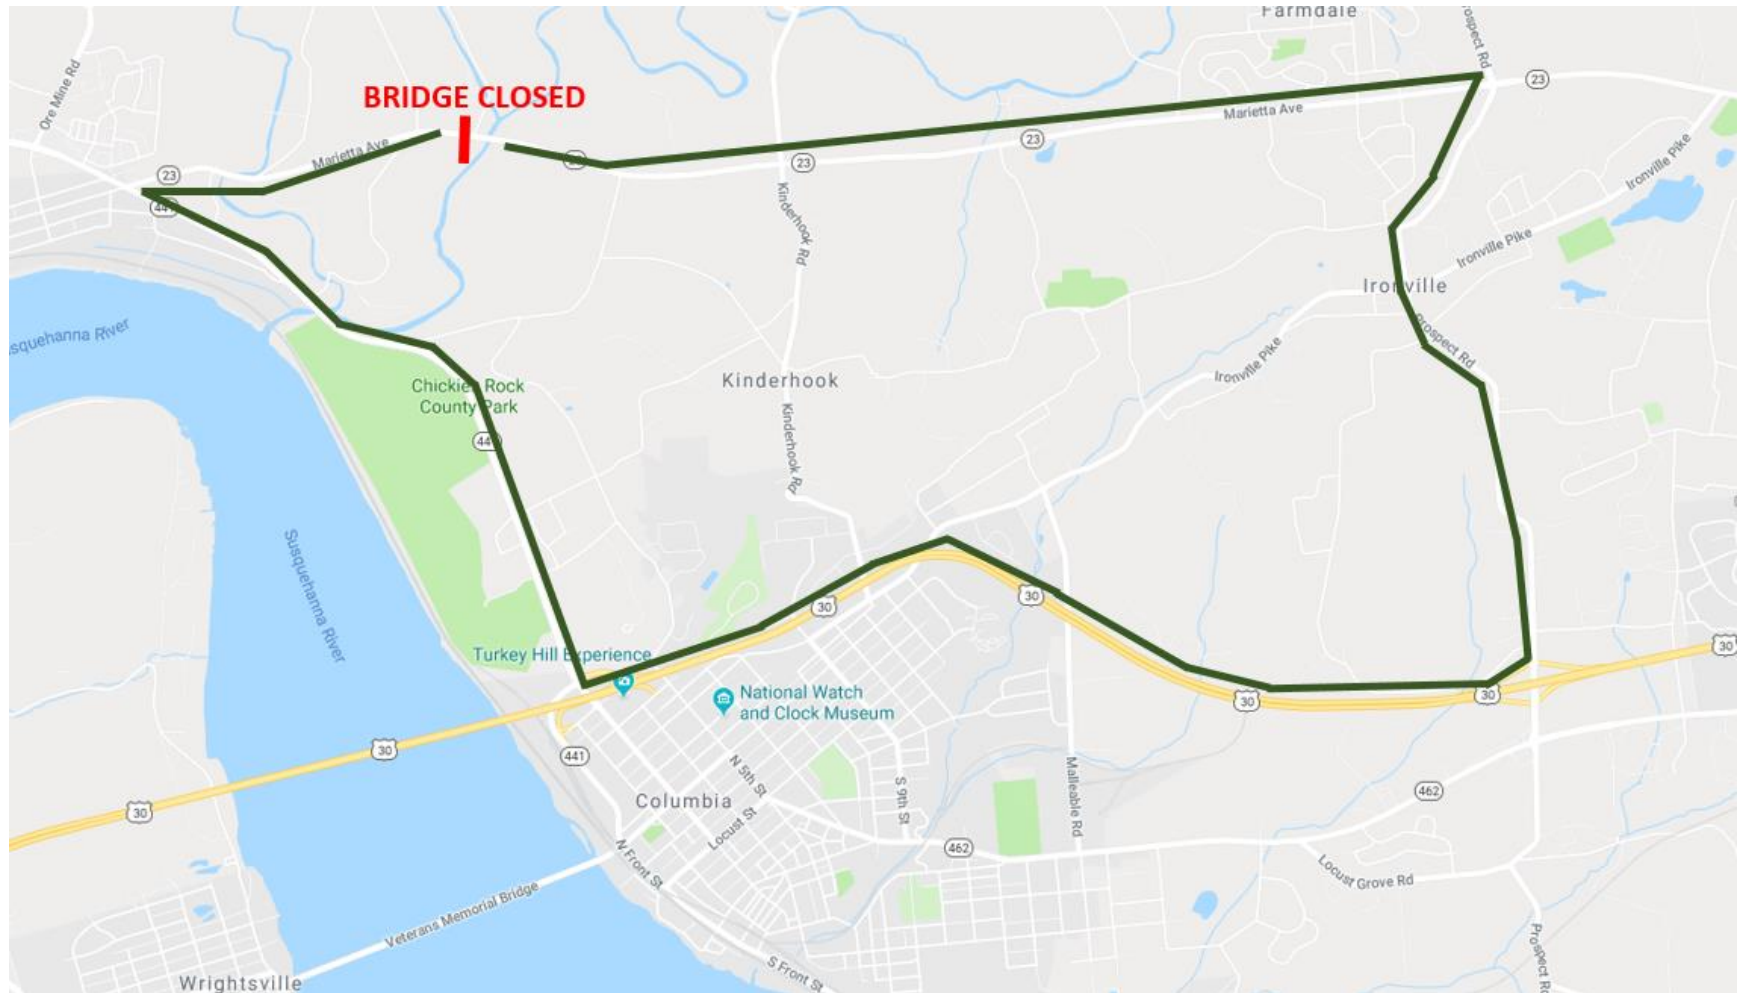 Farmdale
Prospect Rd
Ore Mine Rd
BRIDGE CLOSED
23
Marietta Ave
Marietta Ave
23
23
23
23
441
Ironville Pike
Kinderhook Rd
Ironville Pike
Ironville
squehanna River
Prospect Rd
Ironville Pike
Kinderhook
Chickies Rock
County Park
441
Kinderhook Rd
Susquehanna River
30
30
Turkey Hill Experience
30
National Watch
and Clock Museum
30
30
30
441
N 5th St
Columbia
S 9th St
Malleable Rd
462
30
Locust St
462
N Front St
Locust Grove Rd
Veterans Memorial Bridge
S Front St
Prospect Rd
Wrightsville